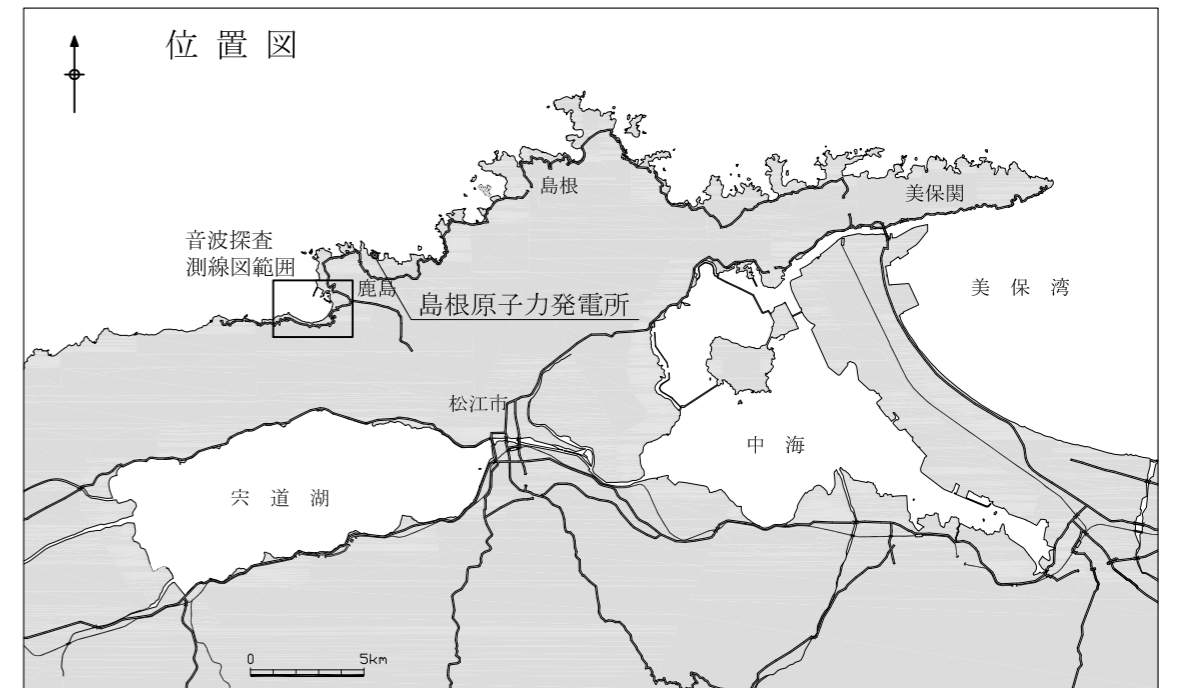 位置図
島根
美保関
音波探査
測線図範囲
美保湾
鹿島
島根原子力発電所
松江市
中海
宍道湖
0 5km